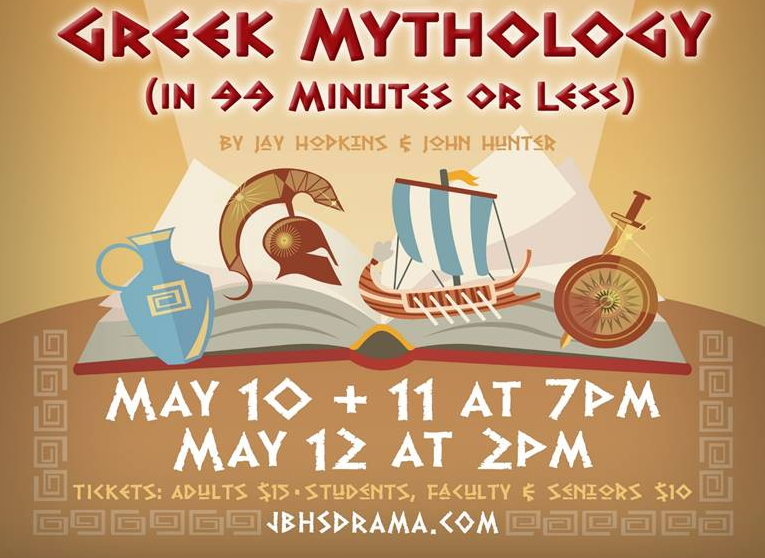 GREEK MYTHOLOGY
(IN 99 MINUTES OR LESS)
BY JAY HOPKINS & JOHN HUNTER
MAY 10 + 11 AT 7PM
MAY 12 AT 2PM
TICKETS: ADULTS $15 · STUDENTS, FACULTY & SENIORS $10
JBHSDRAMA.COM